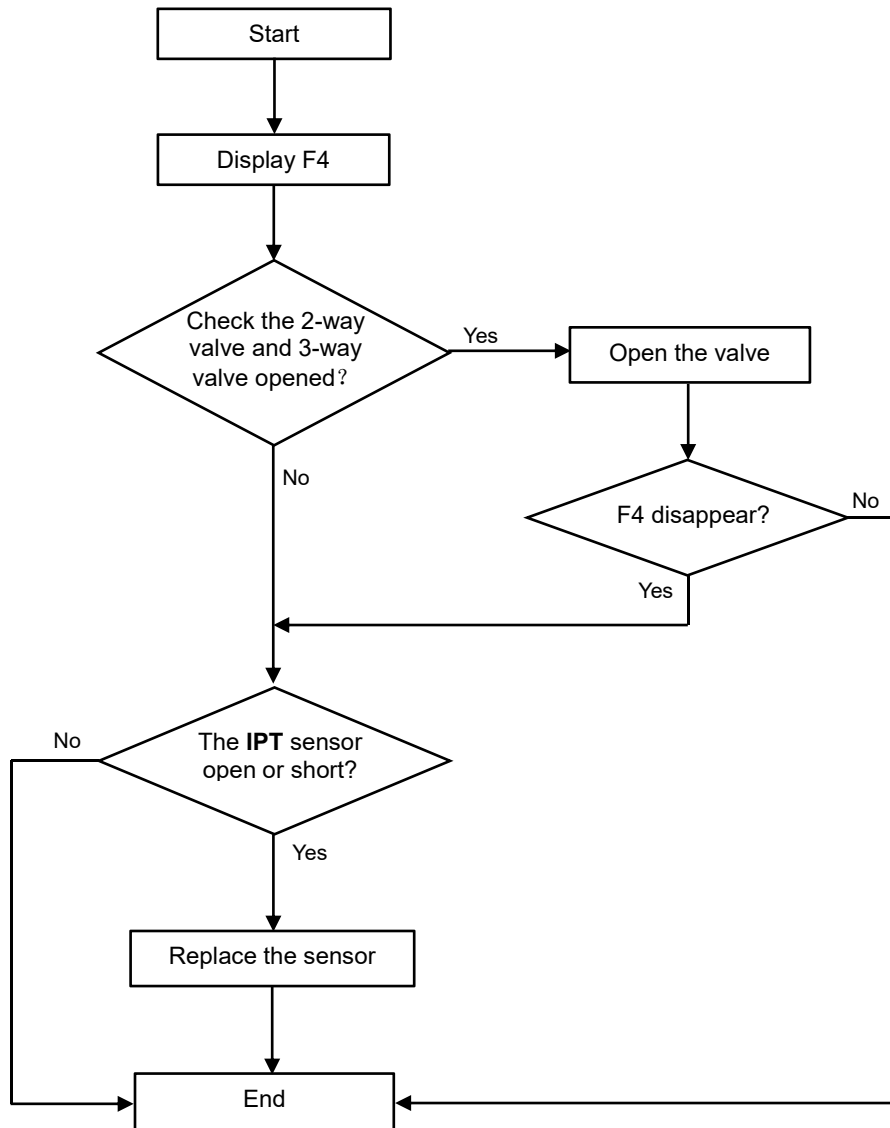 Start
Display F4
Check the 2-way
valve and 3-way
valve opened？
Yes
Open the valve
No
F4 disappear?
No
Yes
The IPT sensor
open or short?
No
Yes
Replace the sensor
End